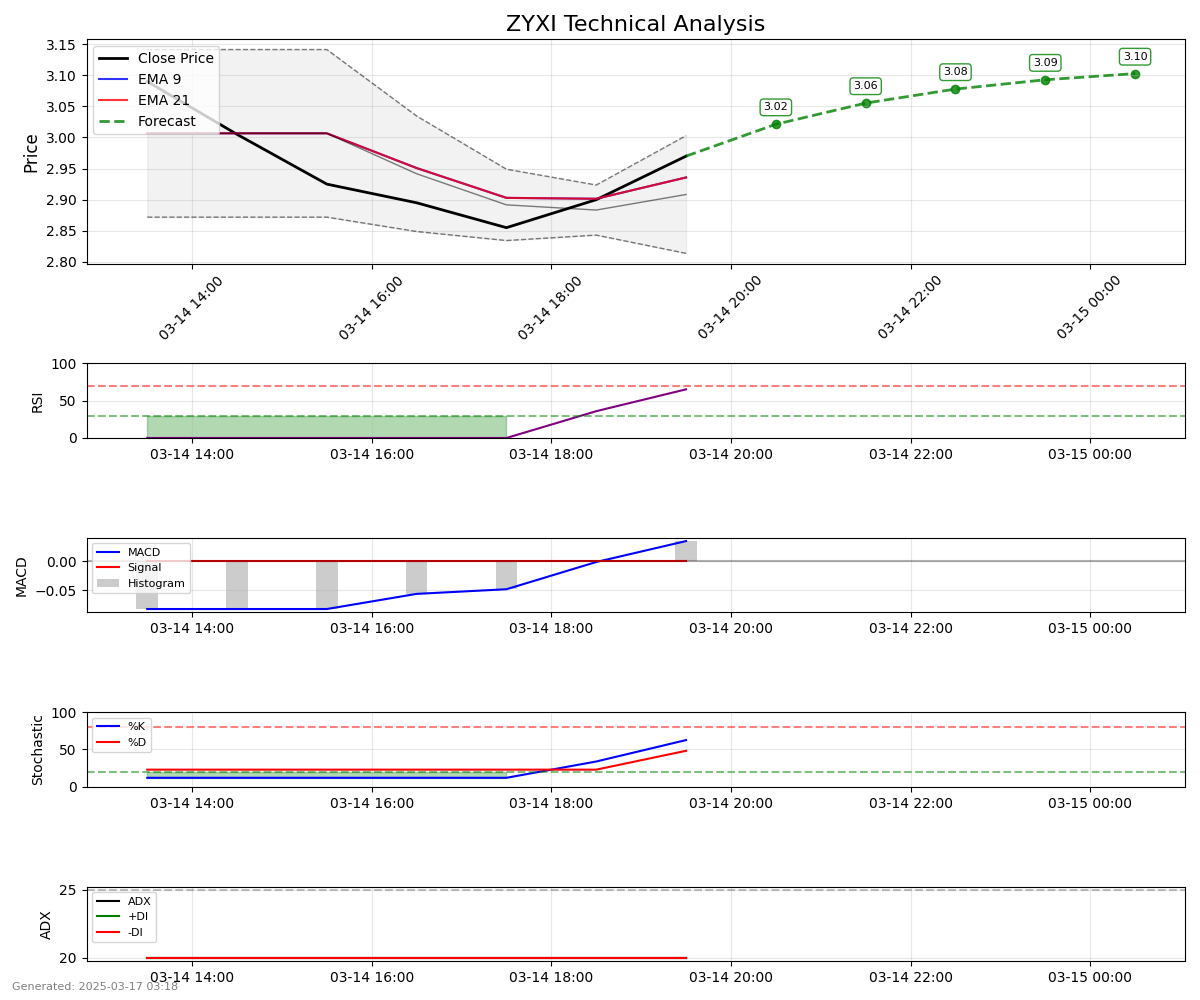 ZYXI Technical Analysis
3.15
3.10
3.05
3.00
2.95
2.90
2.85
2.80
Price
Close Price
EMA 9
EMA 21
Forecast
3.02
3.06
3.08
3.09
3.10
03-14 14:00
03-14 16:00
03-14 18:00
03-14 20:00
03-14 22:00
03-15 00:00
100
50
0
RSI
03-14 14:00
03-14 16:00
03-14 18:00
03-14 20:00
03-14 22:00
03-15 00:00
0.00
−0.05
MACD
MACD
Signal
Histogram
03-14 14:00
03-14 16:00
03-14 18:00
03-14 20:00
03-14 22:00
03-15 00:00
100
50
0
Stochastic
%K
%D
03-14 14:00
03-14 16:00
03-14 18:00
03-14 20:00
03-14 22:00
03-15 00:00
25
20
ADX
ADX
+DI
-DI
03-14 14:00
03-14 16:00
03-14 18:00
03-14 20:00
03-14 22:00
03-15 00:00
Generated: 2025-03-17 03:18